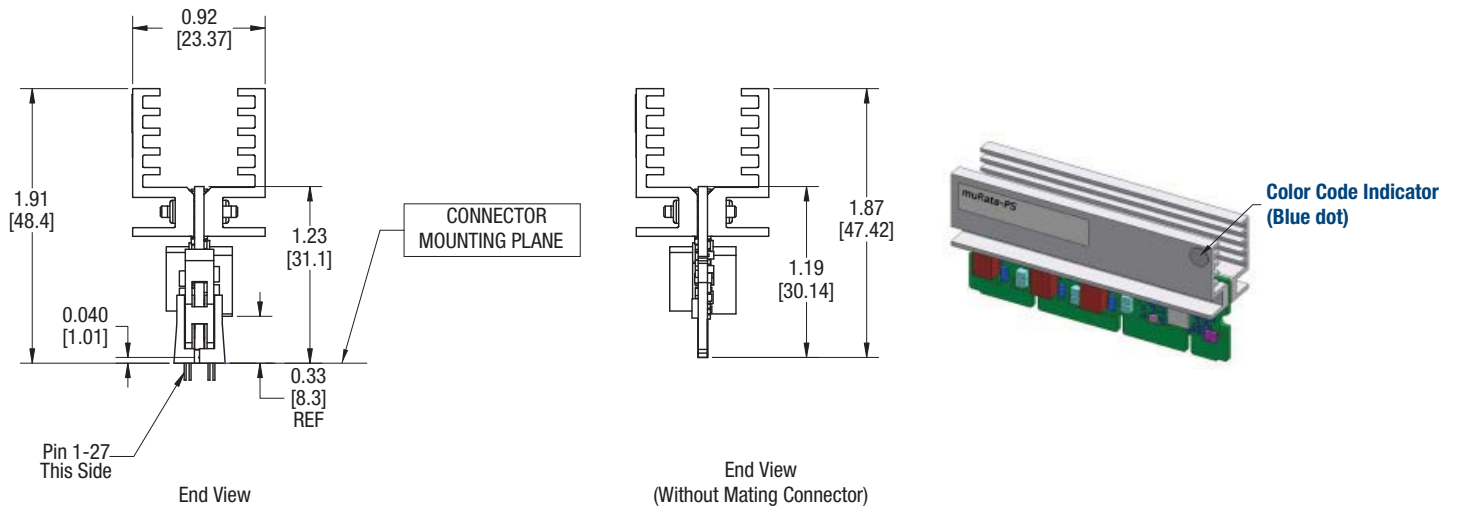 0.92
[23.37]
1.91
[48.4]
1.23
[31.1]
CONNECTOR
MOUNTING PLANE
0.040
[1.01]
0.33
[8.3]
REF
Pin 1-27
This Side
End View
1.87
[47.42]
1.19
[30.14]
End View
(Without Mating Connector)
muRata-PS
Color Code Indicator
(Blue dot)